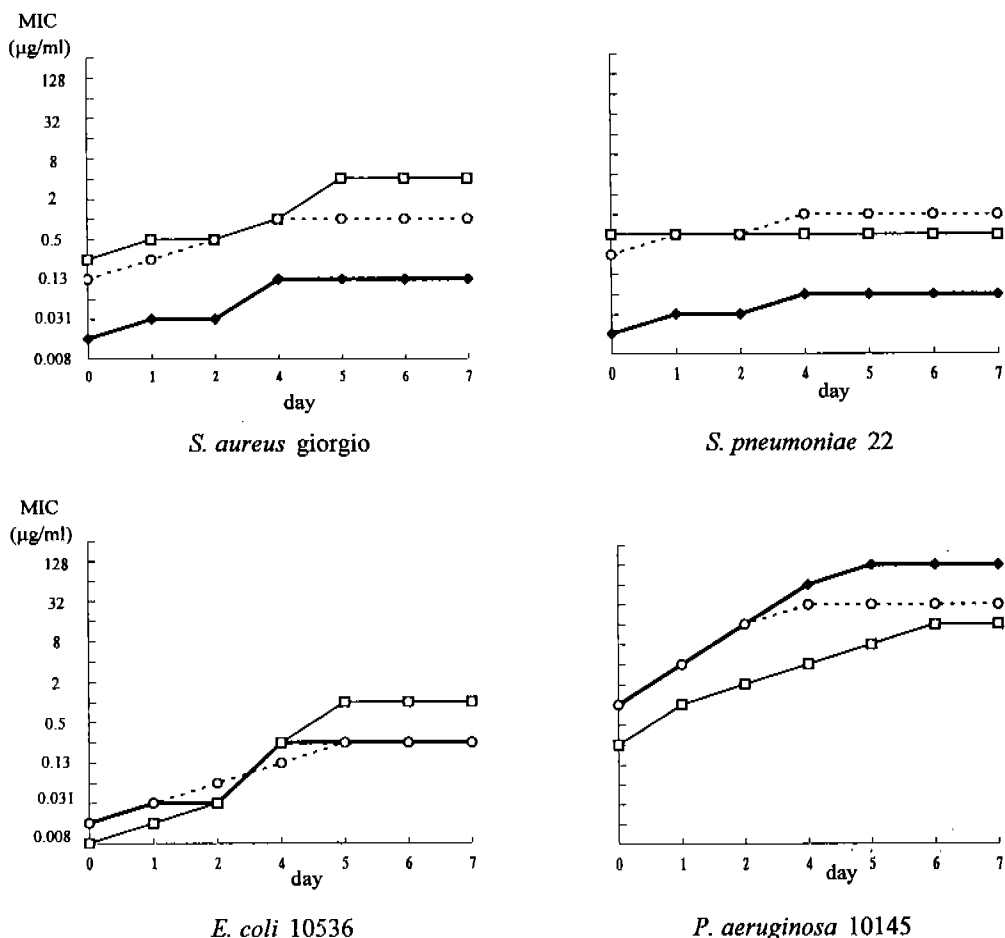 MIC
(µg/ml)
128
32
8
2
0.5
0.13
0.031
0.008
0 1 2 4 5 6 7
day
S. aureus giorgio
0 1 2 4 5 6 7
day
S. pneumoniae 22
MIC
(µg/ml)
128
32
8
2
0.5
0.13
0.031
0.008
0 1 2 4 5 6 7
day
E. coli 10536
0 1 2 4 5 6 7
day
P. aeruginosa 10145